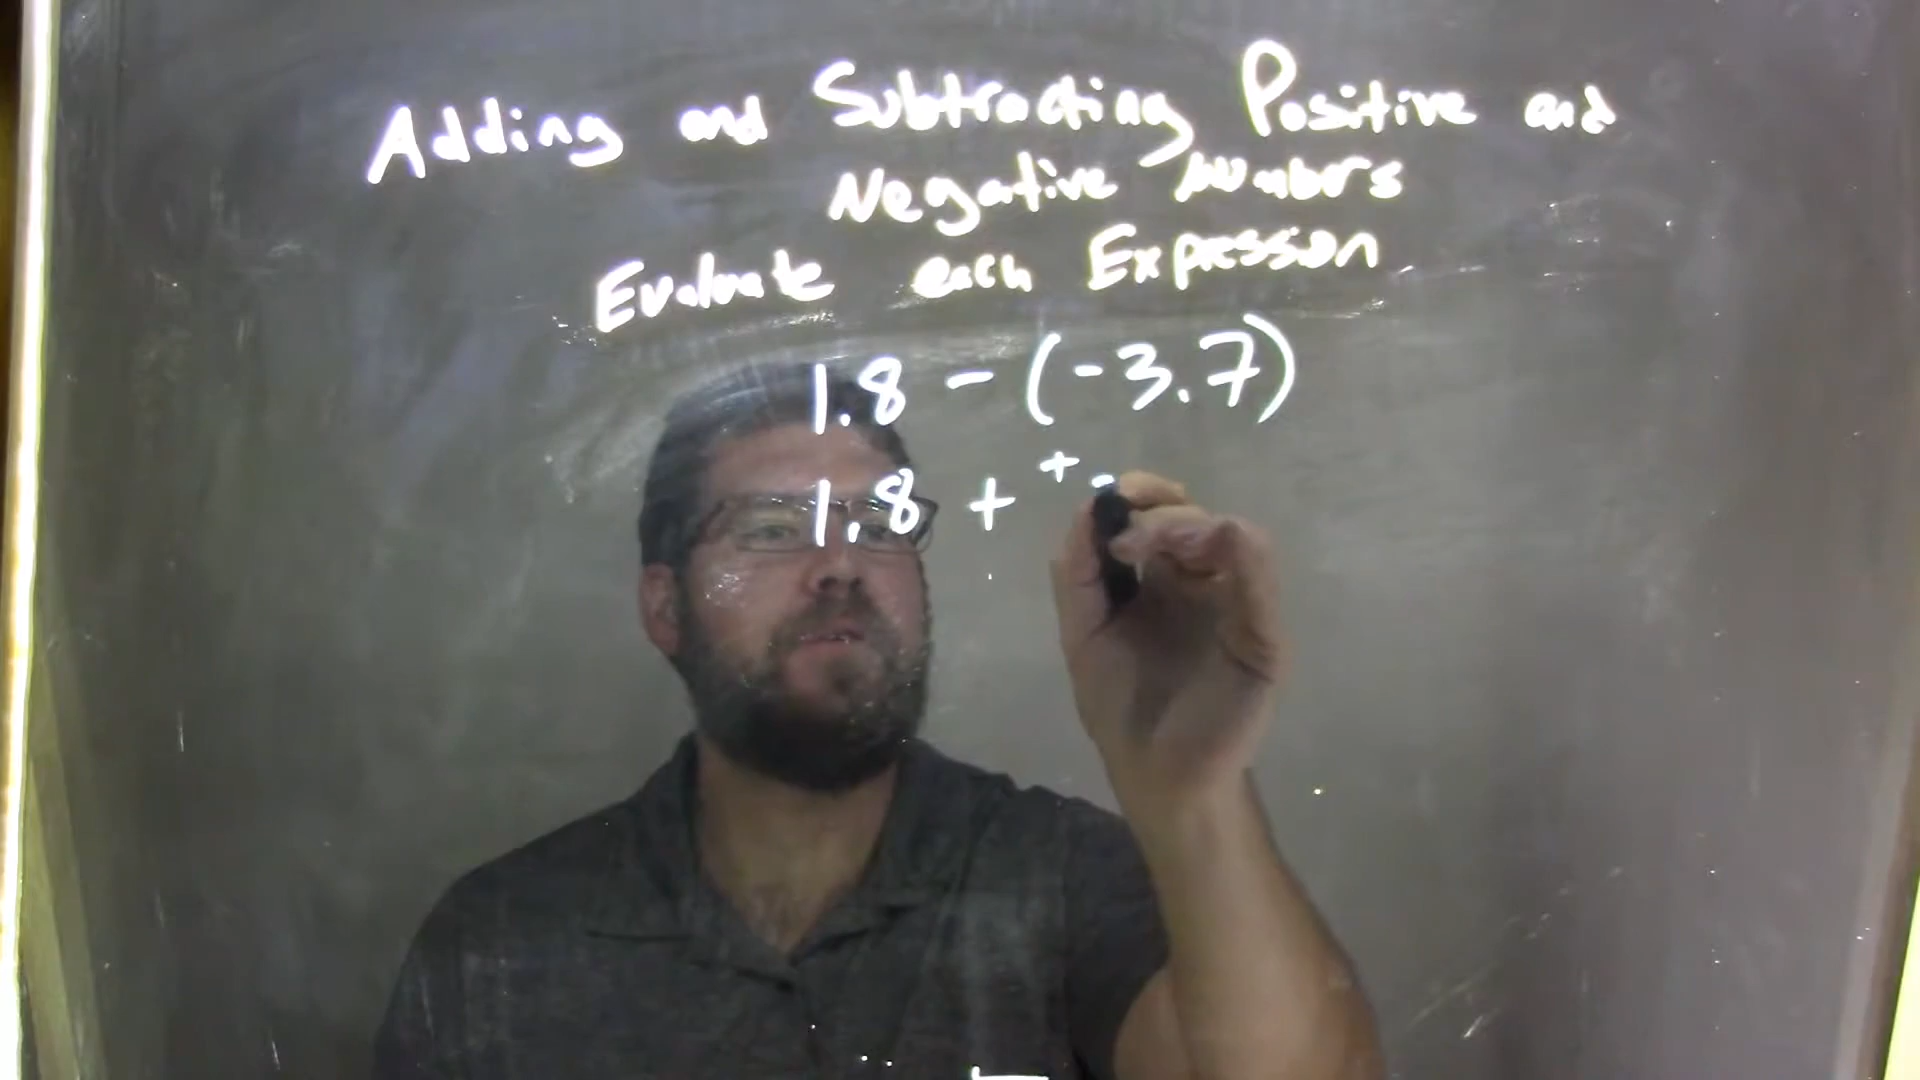 Adding and Subtracting Positive and
Negative Numbers
Evaluate each Expression
1.8 - (-3.7)
1.8 + +